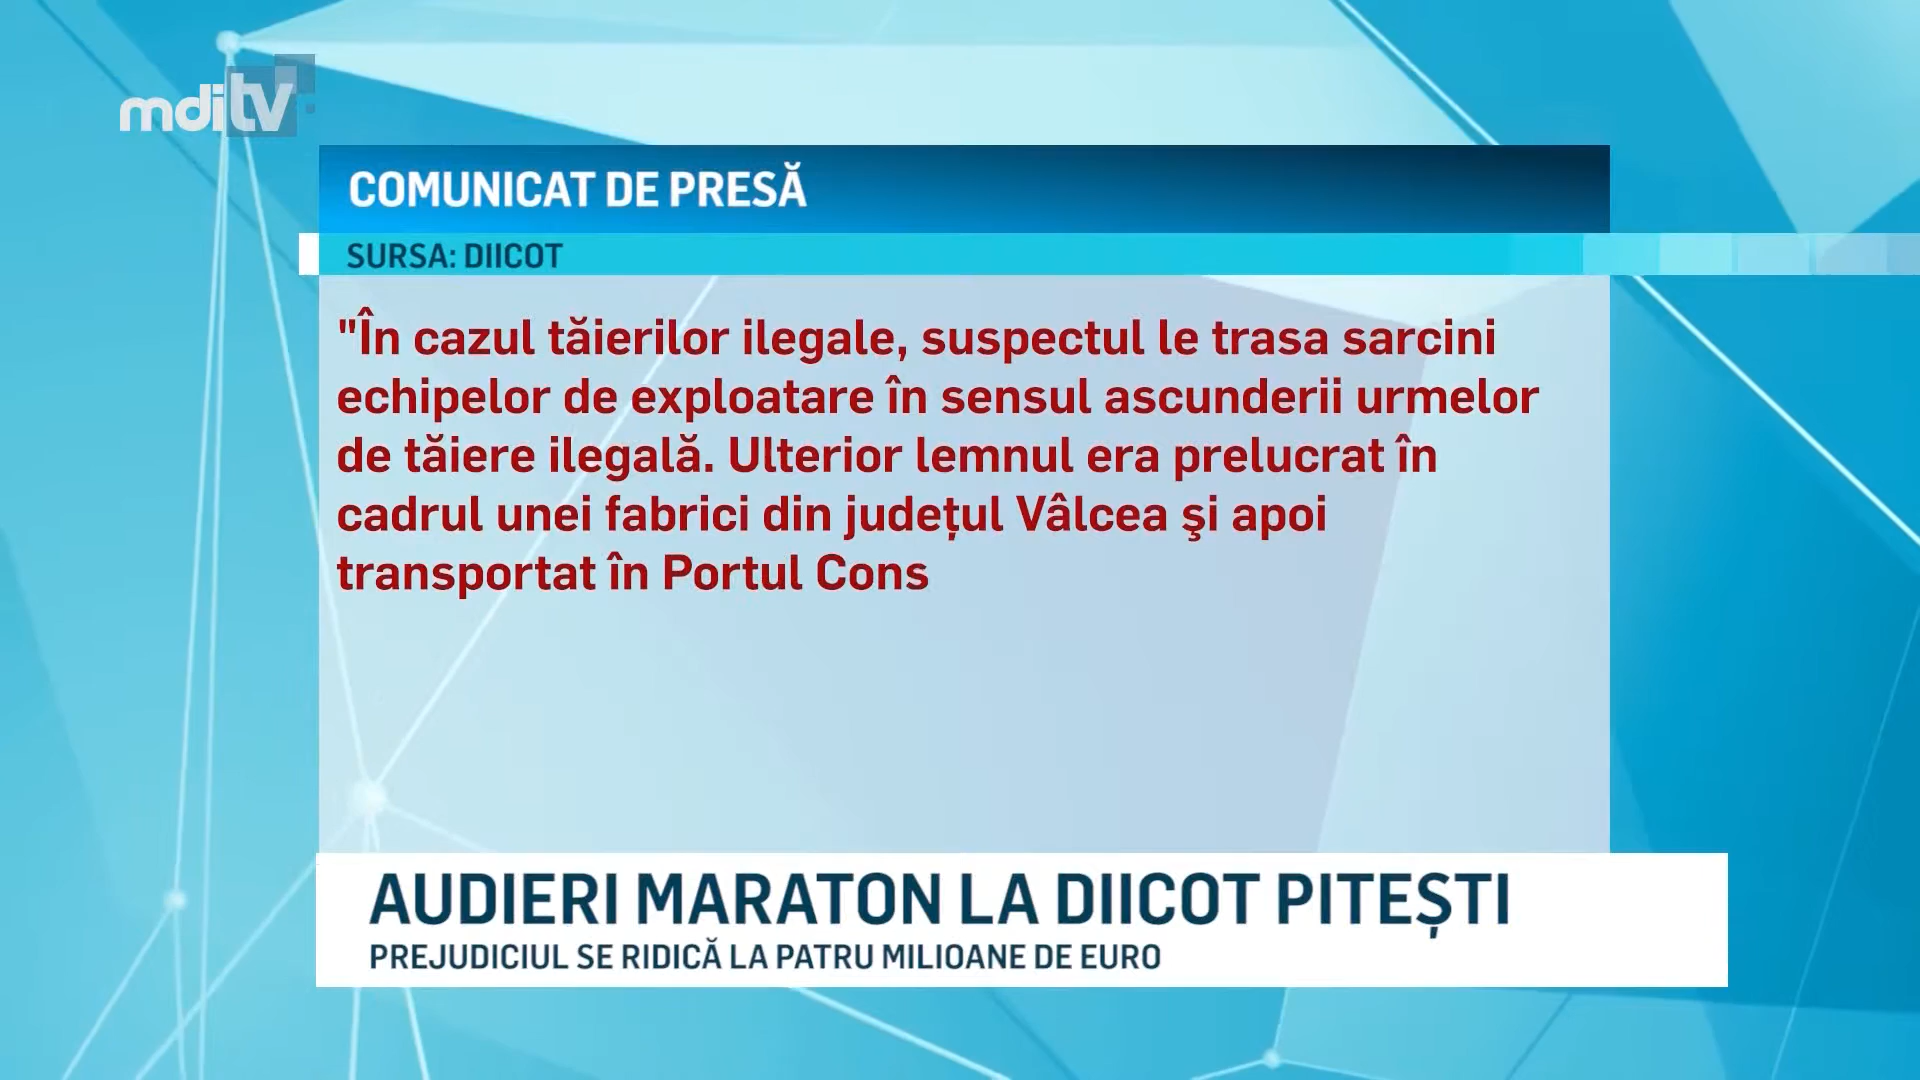 mditv
COMUNICAT DE PRESĂ
SURSA: DIICOT
"În cazul tăierilor ilegale, suspectul le trasa sarcini
echipelor de exploatare în sensul ascunderii urmelor
de tăiere ilegală. Ulterior lemnul era prelucrat în
cadrul unei fabrici din județul Vâlcea şi apoi
transportat în Portul Cons
AUDIERI MARATON LA DIICOT PITEȘTI
PREJUDICIUL SE RIDICĂ LA PATRU MILIOANE DE EURO